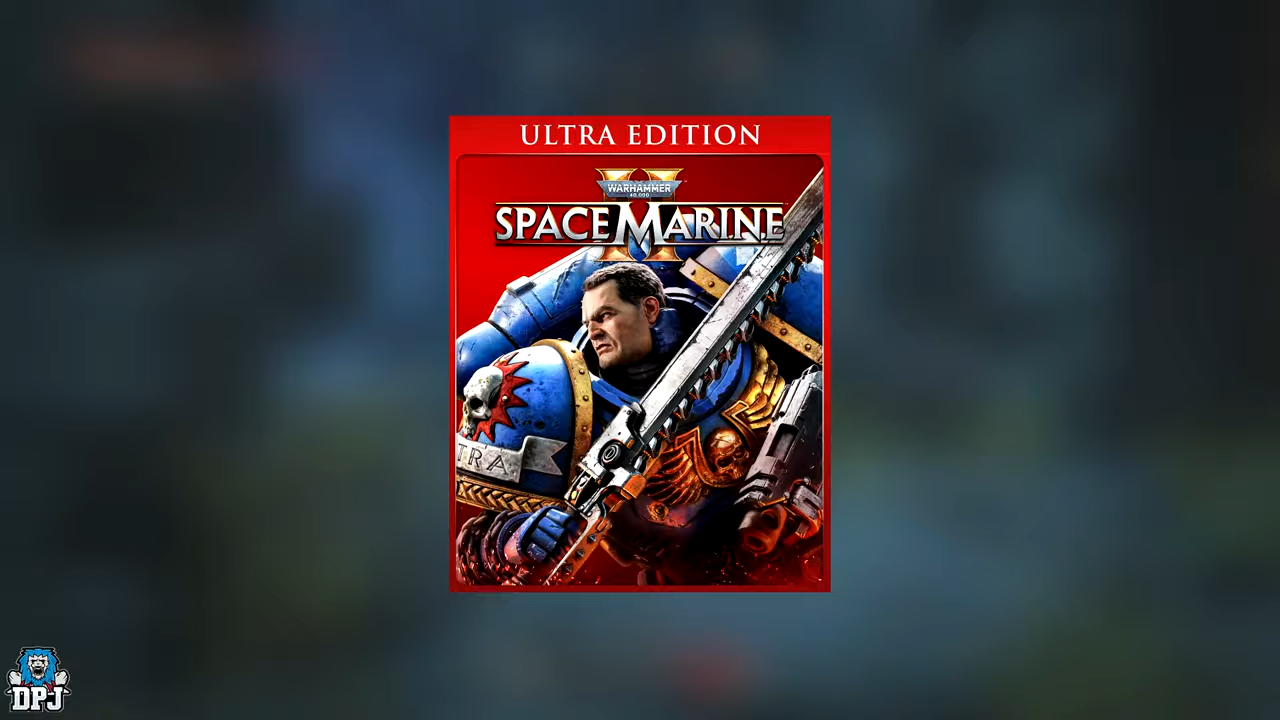 ULTRA EDITION
II
WARHAMMER
40,000
SPACE MARINE
TRA
DPJ